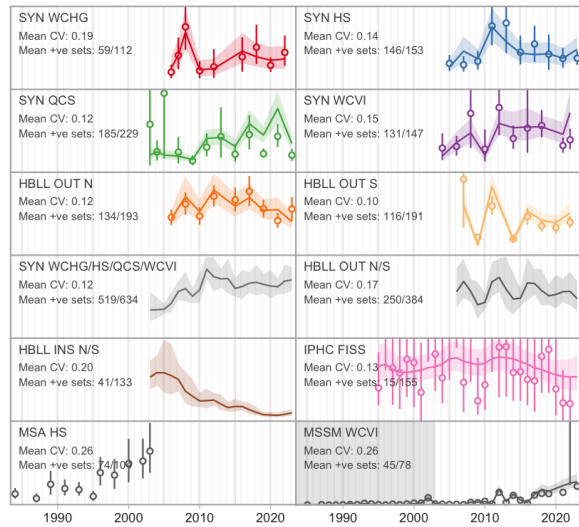 SYN WCHG
Mean CV: 0.19
Mean +ve sets: 59/112
SYN HS
Mean CV: 0.14
Mean +ve sets: 146/153
SYN QCS
Mean CV: 0.12
Mean +ve sets: 185/229
SYN WCVI
Mean CV: 0.15
Mean +ve sets: 131/147
HBLL OUT N
Mean CV: 0.12
Mean +ve sets: 134/193
HBLL OUT S
Mean CV: 0.10
Mean +ve sets: 116/191
SYN WCHG/HS/QCS/WCVI
Mean CV: 0.12
Mean +ve sets: 519/634
HBLL OUT N/S
Mean CV: 0.17
Mean +ve sets: 250/384
HBLL INS N/S
Mean CV: 0.20
Mean +ve sets: 41/133
IPHC FISS
Mean CV: 0.13
Mean +ve sets: 15/155
MSA HS
Mean CV: 0.26
Mean +ve sets:
MSSM WCVI
Mean CV: 0.26
Mean +ve sets: 45/78
1990 2000 2010 2020 1990 2000 2010 2020